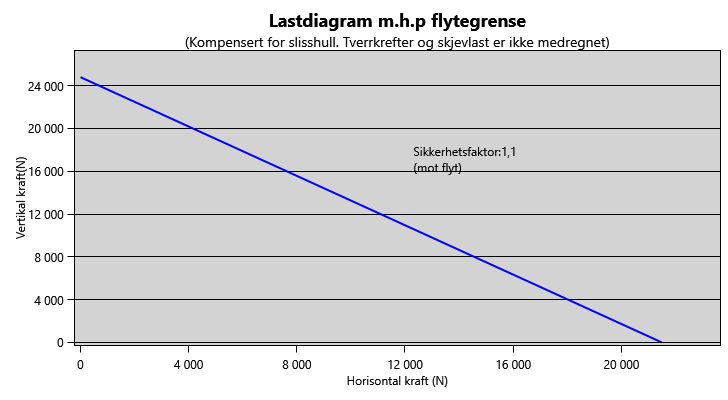 Lastdiagram m.h.p flytegrense
(Kompensert for slisshull. Tverrkrefter og skjevlast er ikke medregnet)
24 000
20 000
Sikkerhetsfaktor:1,1
(mot flyt)
16 000
12 000
8 000
4 000
0
Vertikal kraft(N)
0 4 000 8 000 12 000 16 000 20 000
Horisontal kraft (N)